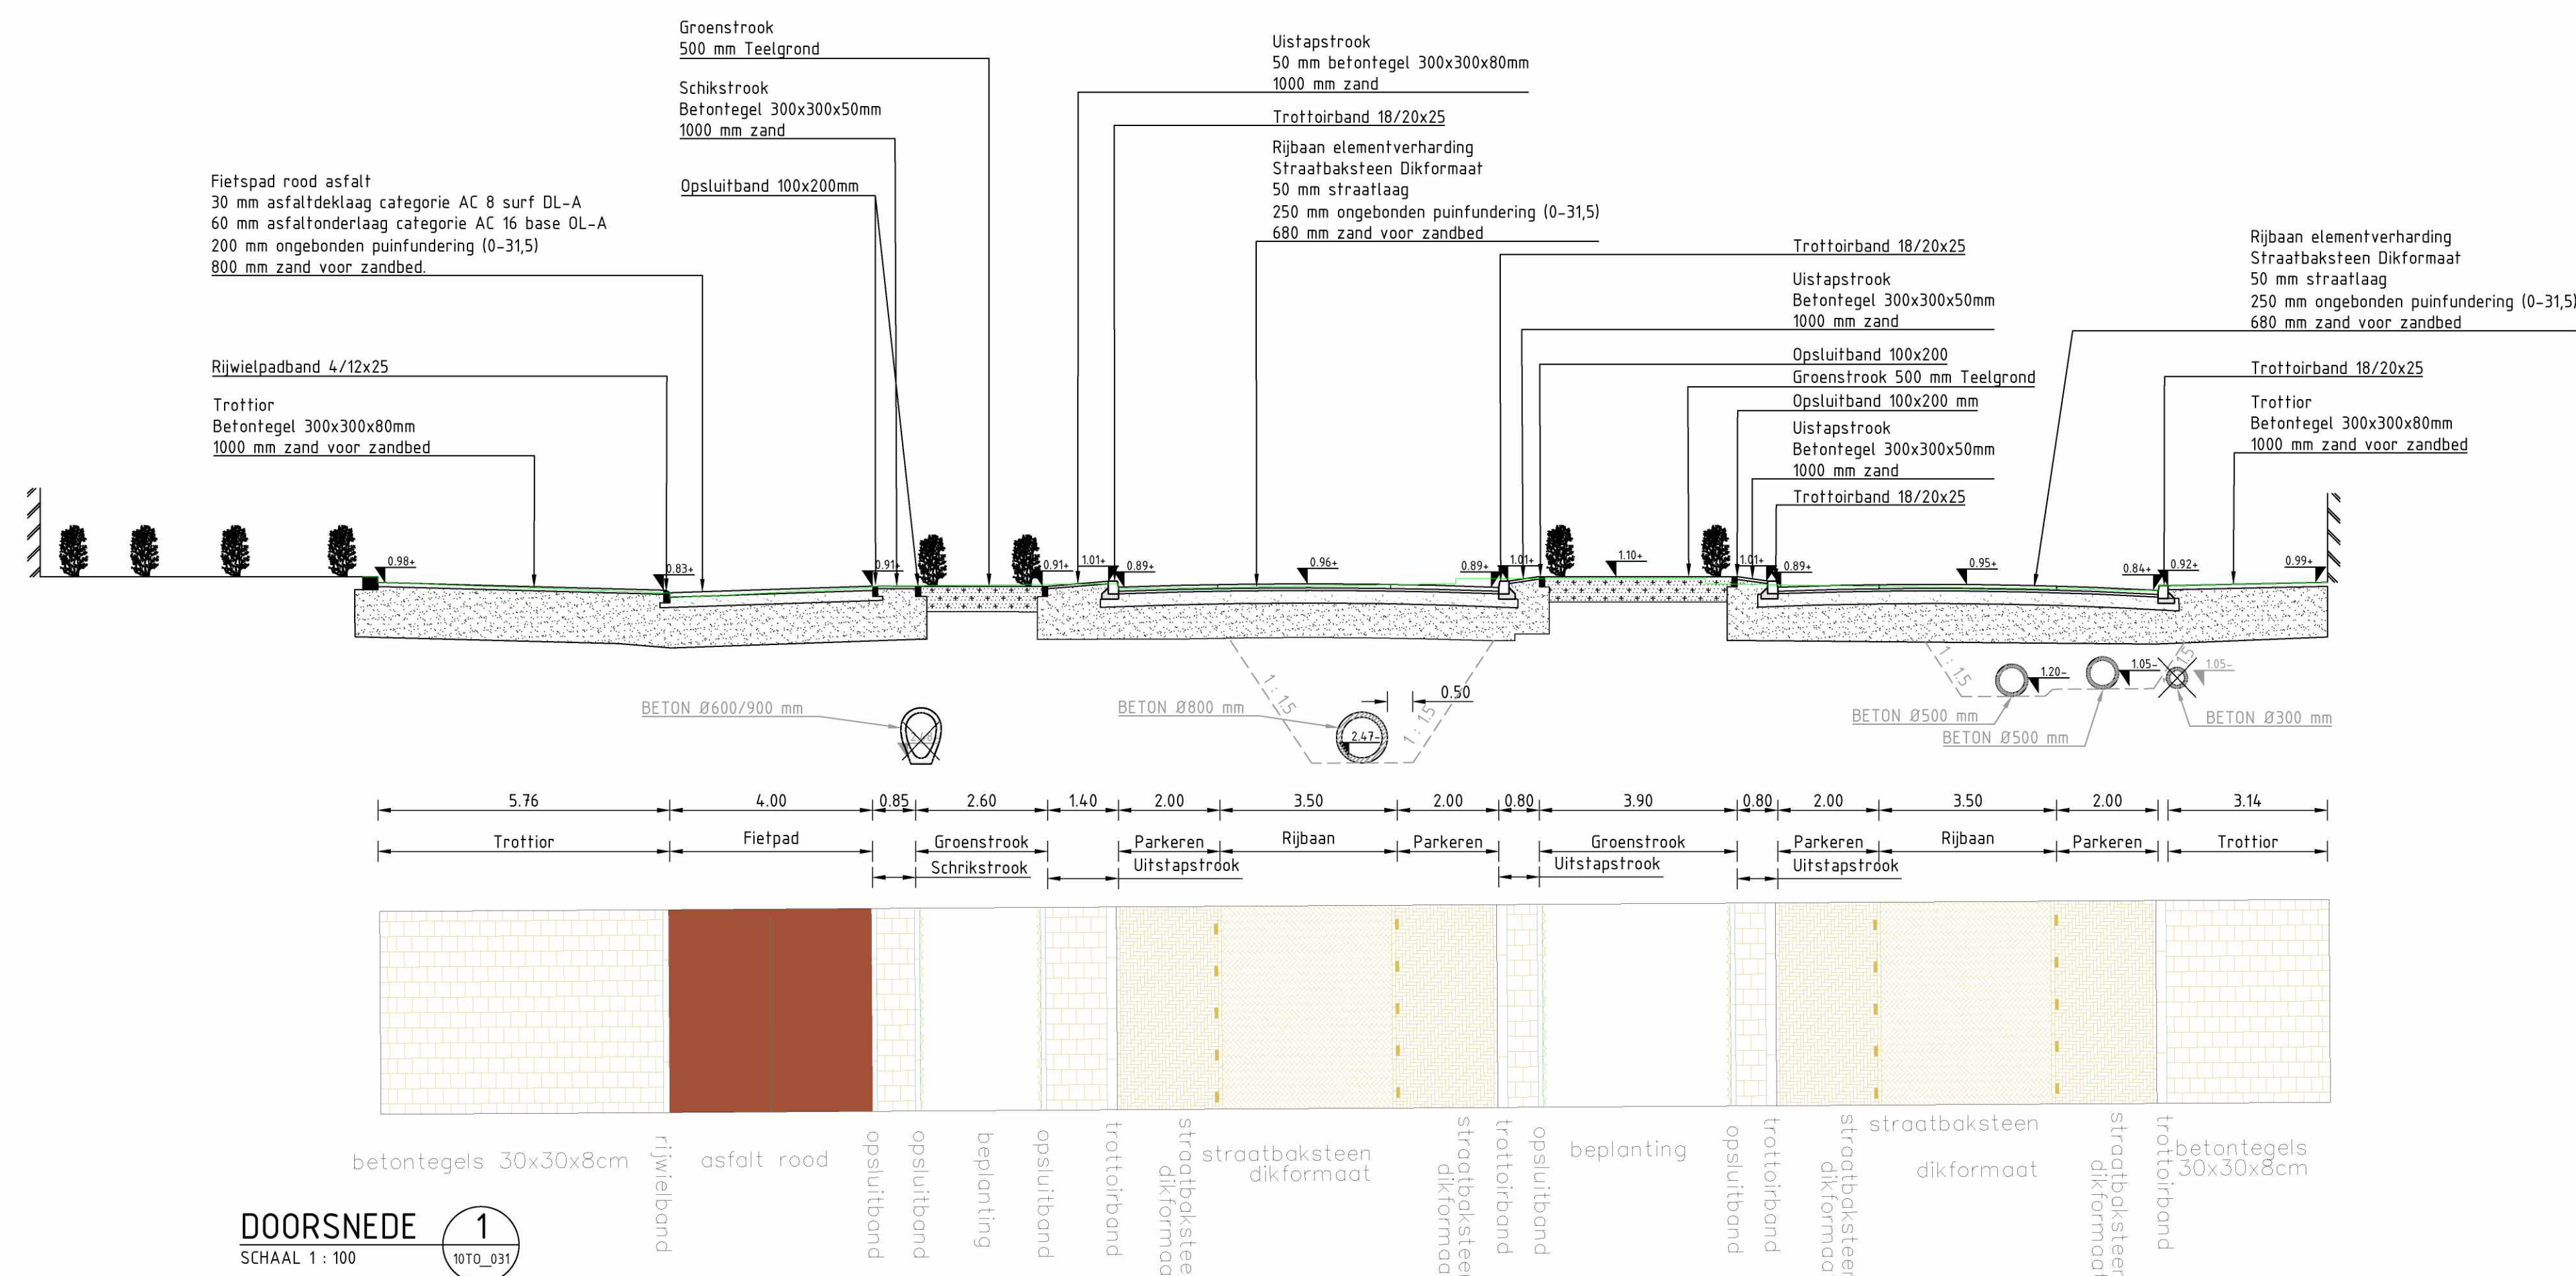 Groenstrook
500 mm Teelgrond
Schikstrook
Betontegel 300x300x50mm
1000 mm zand
Opsluitband 100x200mm
Fietspad rood asfalt
30 mm asfaltdeklaag categorie AC 8 surf DL-A
60 mm asfaltonderlaag categorie AC 16 base OL-A
200 mm ongebonden puinfundering (0-31,5)
800 mm zand voor zandbed.
Rijwielpadband 4/12x25
Trottior
Betontegel 300x300x80mm
1000 mm zand voor zandbed
Uistapstrook
50 mm betontegel 300x300x80mm
1000 mm zand
Trottoirband 18/20x25
Rijbaan elementverharding
Straatbaksteen Dikformaat
50 mm straatlaag
250 mm ongebonden puinfundering (0-31,5)
680 mm zand voor zandbed
Trottoirband 18/20x25
Uistapstrook
Betontegel 300x300x50mm
1000 mm zand
Opsluitband 100x200
Groenstrook 500 mm Teelgrond
Opsluitband 100x200 mm
Uistapstrook
Betontegel 300x300x50mm
1000 mm zand
Trottoirband 18/20x25
Rijbaan elementverharding
Straatbaksteen Dikformaat
50 mm straatlaag
250 mm ongebonden puinfundering (0-31,5)
680 mm zand voor zandbed
Trottoirband 18/20x25
Trottior
Betontegel 300x300x80mm
1000 mm zand voor zandbed
0.98+
0.83+
0.91+
0.91+
1.01+
0.89+
0.96+
0.89+
1.01+
1.10+
1.01+
0.89+
0.95+
0.84+
0.92+
0.99+
BETON Ø600/900 mm
BETON Ø800 mm
1:1.5
2.47-
1:1.5
0.50
1:1.5
1.20-
1.05-
1.05-
BETON Ø500 mm
BETON Ø500 mm
BETON Ø300 mm
5.76 4.00 0.85 2.60 1.40 2.00 3.50 2.00 0.80 3.90 0.80 2.00 3.50 2.00 3.14
Trottior Fietpad Groenstrook Parkeren Rijbaan Parkeren Groenstrook Parkeren Rijbaan Parkeren Trottior
Schrikstrook Uitstapstrook Uitstapstrook Uitstapstrook
betontegels 30x30x8cm
rijwielband
asfalt rood
opsluitband
opsluitband
beplanting
opsluitband
trottoirband
straatbakstee
dikformaa
straatbaksteen
dikformaat
straatbaksteen
dikformaa
trottoirband
opsluitband
beplanting
opsluitband
trottoirband
straatbaksteen
dikformaat
straatbaksteen
dikformaat
straatbaksteen
dikformaat
trottoirband
betontegels
30x30x8cm
DOORSNEDE
SCHAAL 1 : 100
1
10TO_031